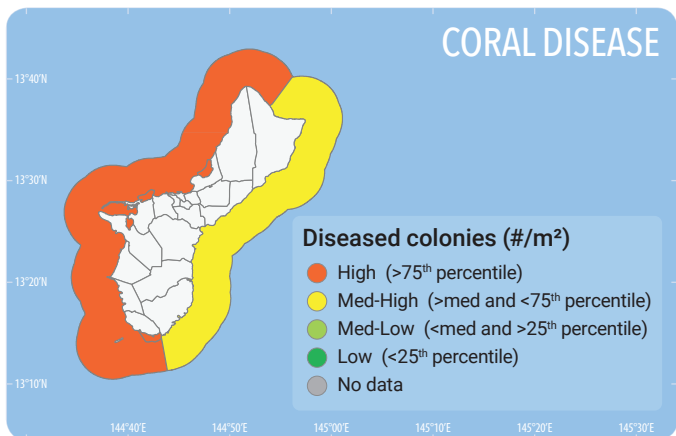 CORAL DISEASE
13°40'N
13°30'N
13°20'N
13°10'N
Diseased colonies (#/m²)
High (>75th percentile)
Med-High (>med and <75th percentile)
Med-Low (<med and >25th percentile)
Low (<25th percentile)
No data
144°40'E 144°50'E 145°00'E 145°10'E 145°20'E 145°30'E